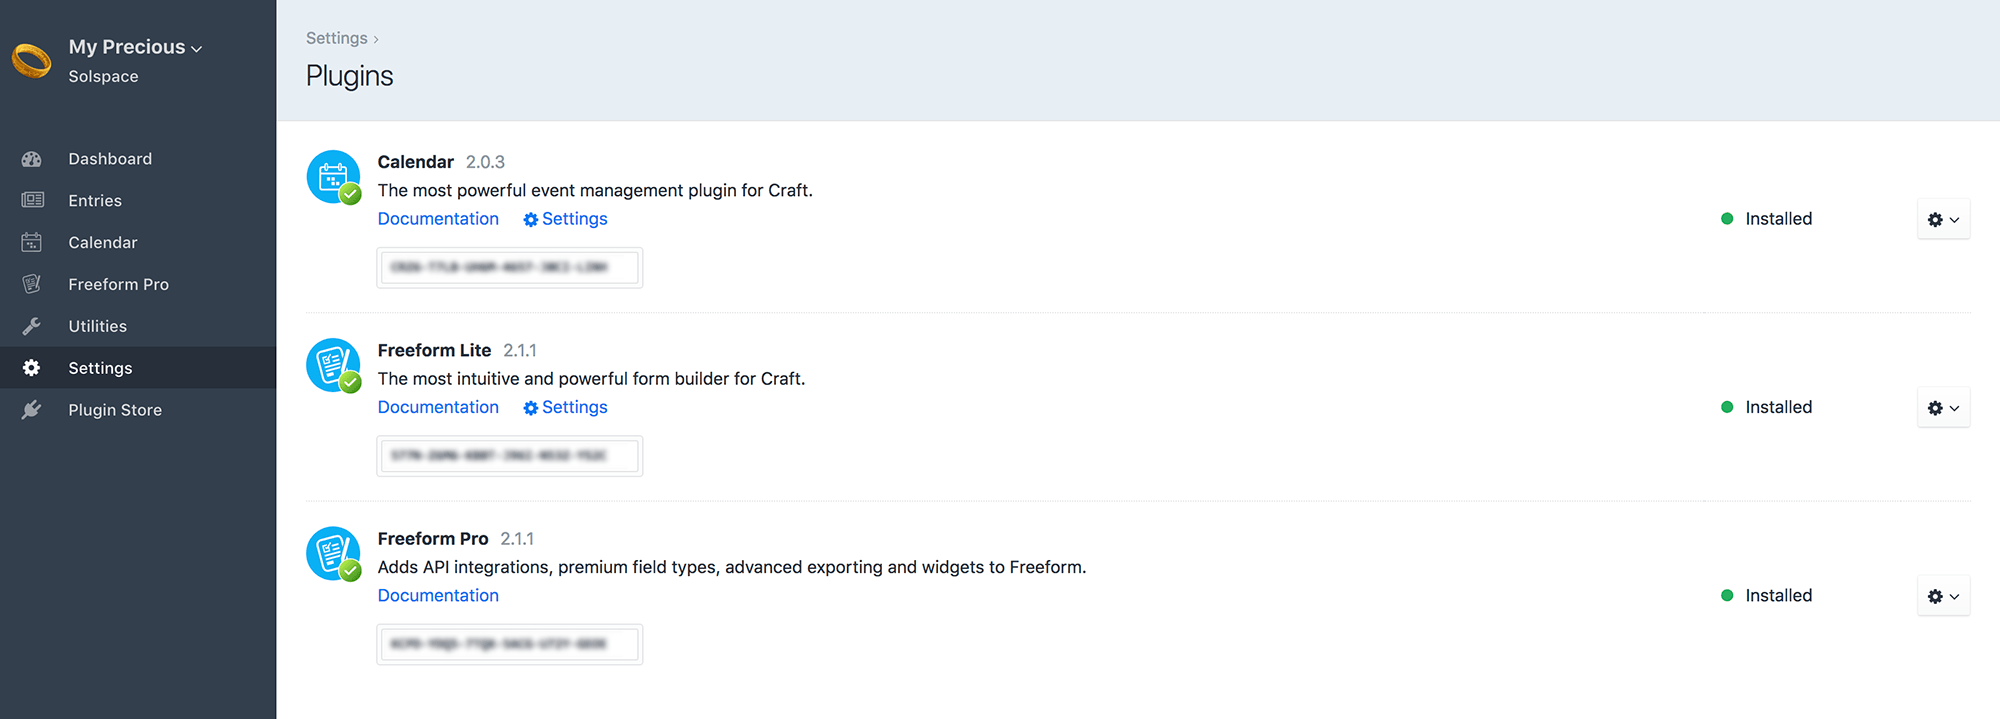 My Precious
Solspace
Dashboard
Entries
Calendar
Freeform Pro
Utilities
Settings
Plugin Store
Settings ›
Plugins
Calendar 2.0.3
The most powerful event management plugin for Craft.
Documentation Settings
Installed
Freeform Lite 2.1.1
The most intuitive and powerful form builder for Craft.
Documentation Settings
Installed
Freeform Pro 2.1.1
Adds API integrations, premium field types, advanced exporting and widgets to Freeform.
Documentation
Installed